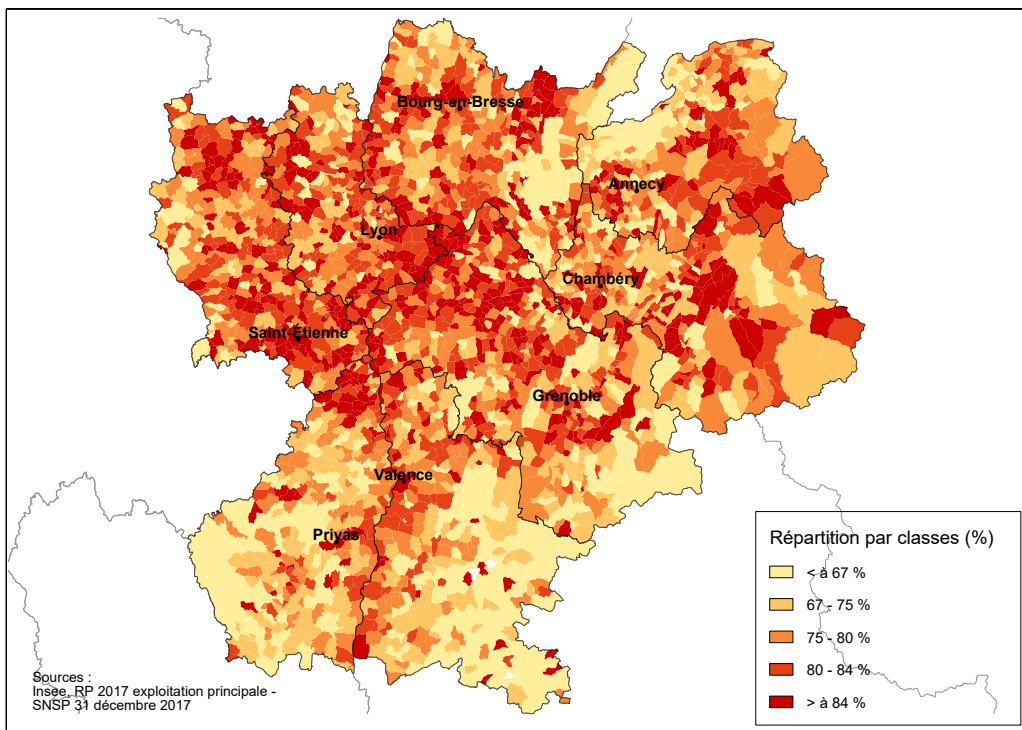 Bourg-en-Bresse
Annecy
Lyon
Chambéry
Saint-Étienne
Grenoble
Valence
Privas
Répartition par classes (%)
< à 67 %
67 - 75 %
75 - 80 %
80 - 84 %
> à 84 %
Sources :
Insee, RP 2017 exploitation principale -
SNSP 31 décembre 2017